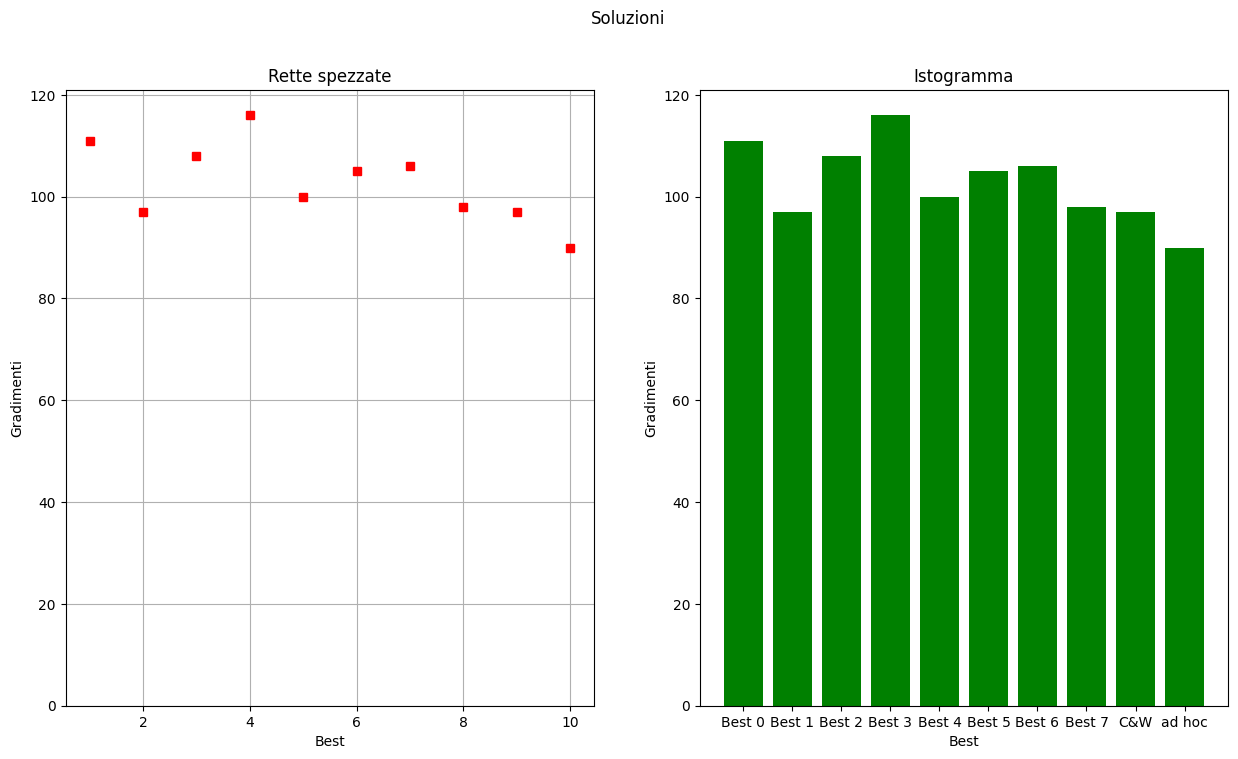 Soluzioni
Rette spezzate
120
100
80
60
40
20
0
Gradimenti
2 4 6 8 10
Best
Istogramma
120
100
80
60
40
20
0
Gradimenti
Best 0 Best 1 Best 2 Best 3 Best 4 Best 5 Best 6 Best 7 C&W ad hoc
Best